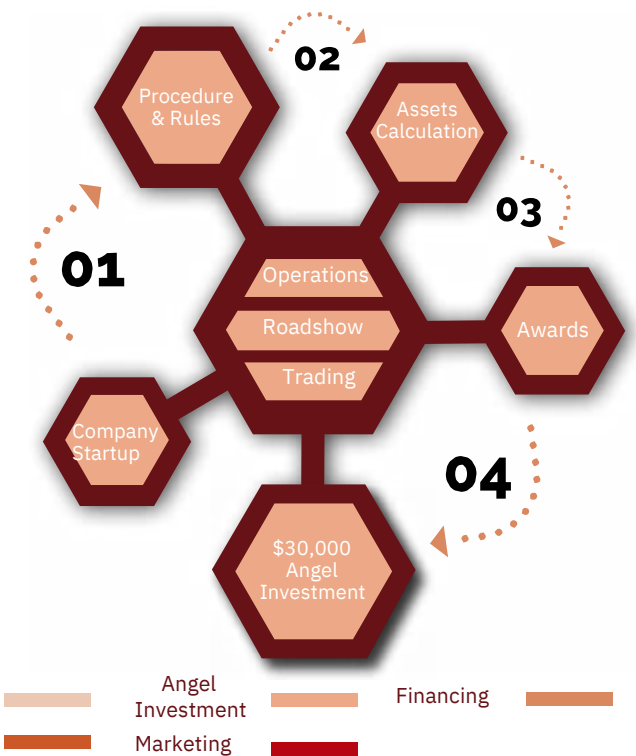 02
Procedure
& Rules
Assets
Calculation
03
01
Operations
Roadshow
Trading
Awards
Company
Startup
04
$30,000
Angel
Investment
Angel
Investment
Financing
Marketing